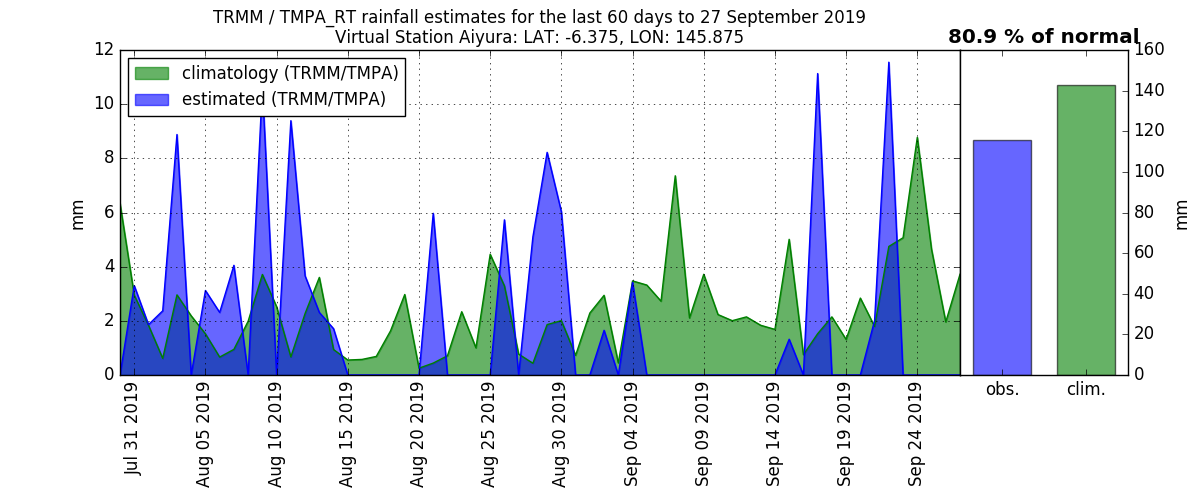 TRMM / TMPA_RT rainfall estimates for the last 60 days to 27 September 2019
Virtual Station Aiyura: LAT: -6.375, LON: 145.875
80.9 % of normal
climatology (TRMM/TMPA)
estimated (TRMM/TMPA)
mm
12
10
8
6
4
2
0
Jul 31 2019
Aug 05 2019
Aug 10 2019
Aug 15 2019
Aug 20 2019
Aug 25 2019
Aug 30 2019
Sep 04 2019
Sep 09 2019
Sep 14 2019
Sep 19 2019
Sep 24 2019
160
140
120
100
80
60
40
20
0
mm
obs.
clim.